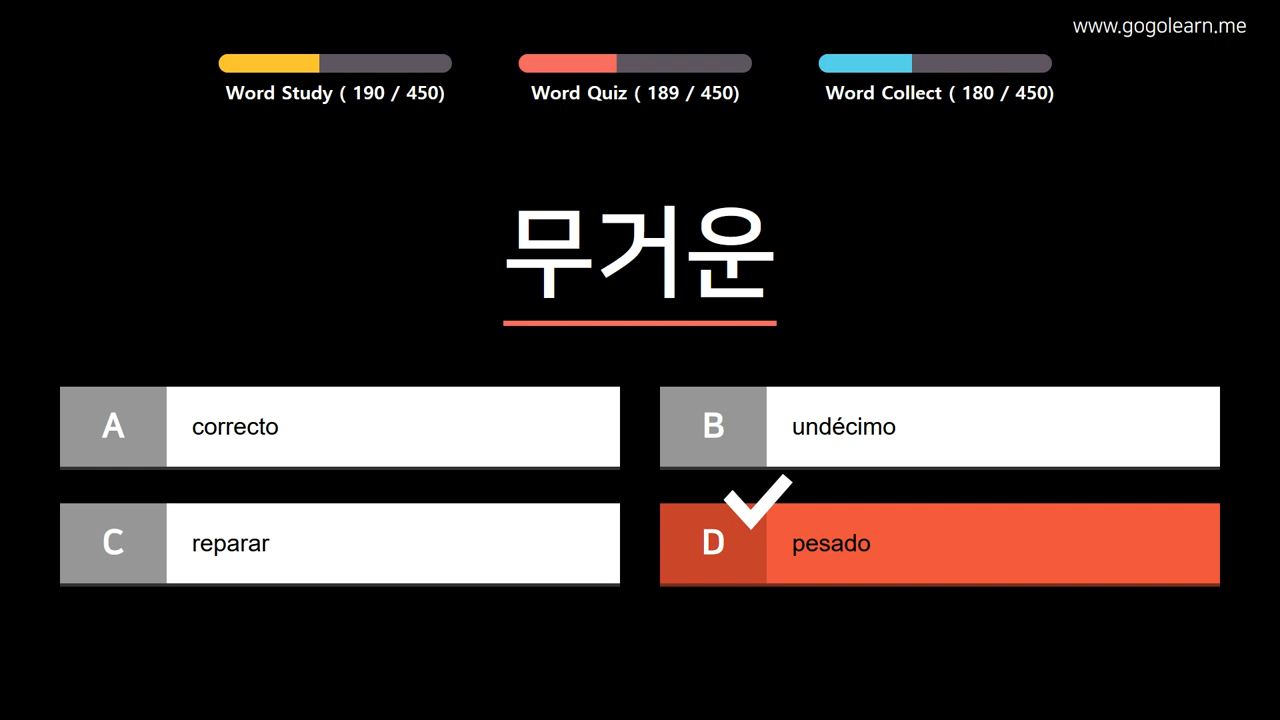 www.gogolearn.me
Word Study ( 190 / 450)
Word Quiz ( 189 / 450)
Word Collect ( 180 / 450)
무거운
A correcto
B undécimo
C reparar
D pesado